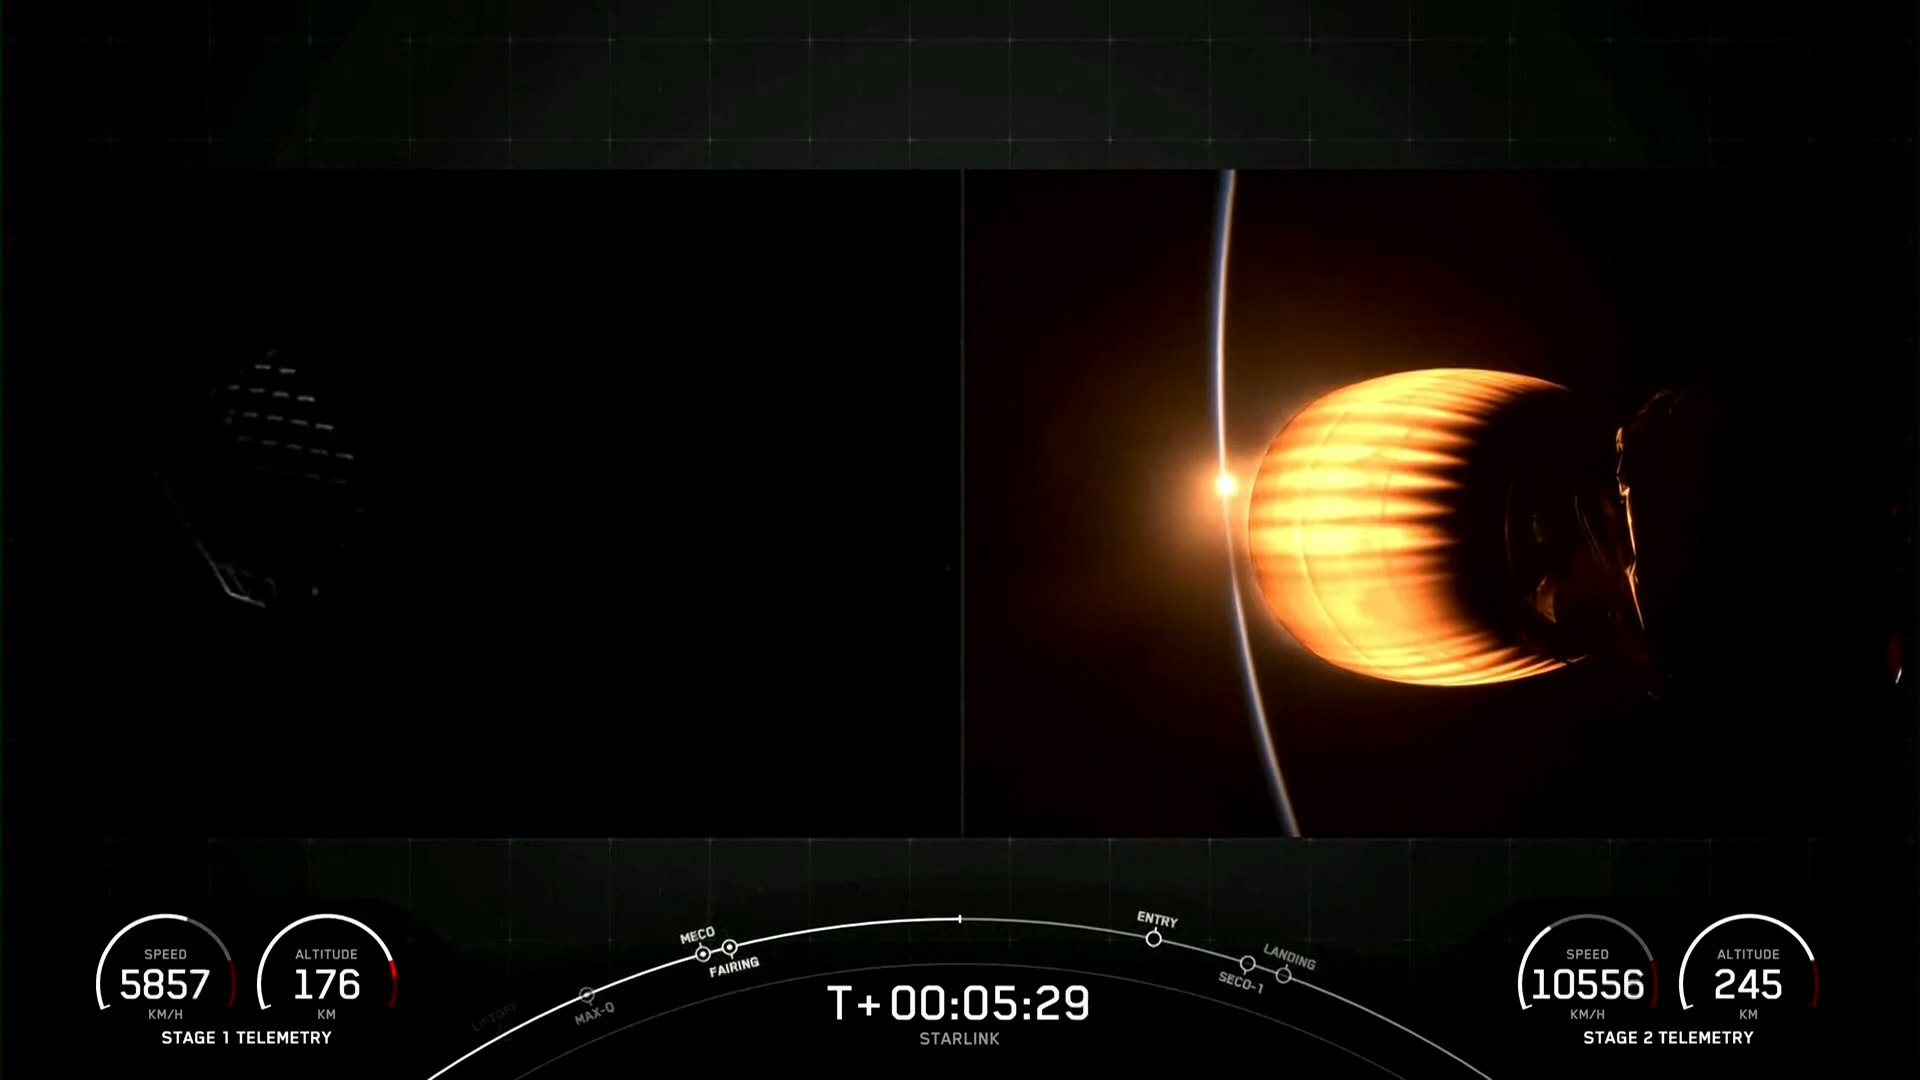 LIFTOFF
MAX-Q
MECO
FAIRING
ENTRY
SECO-1
LANDING
SPEED
5857
KM/H
ALTITUDE
176
KM
STAGE 1 TELEMETRY
T+00:05:29
STARLINK
SPEED
10556
KM/H
ALTITUDE
245
KM
STAGE 2 TELEMETRY